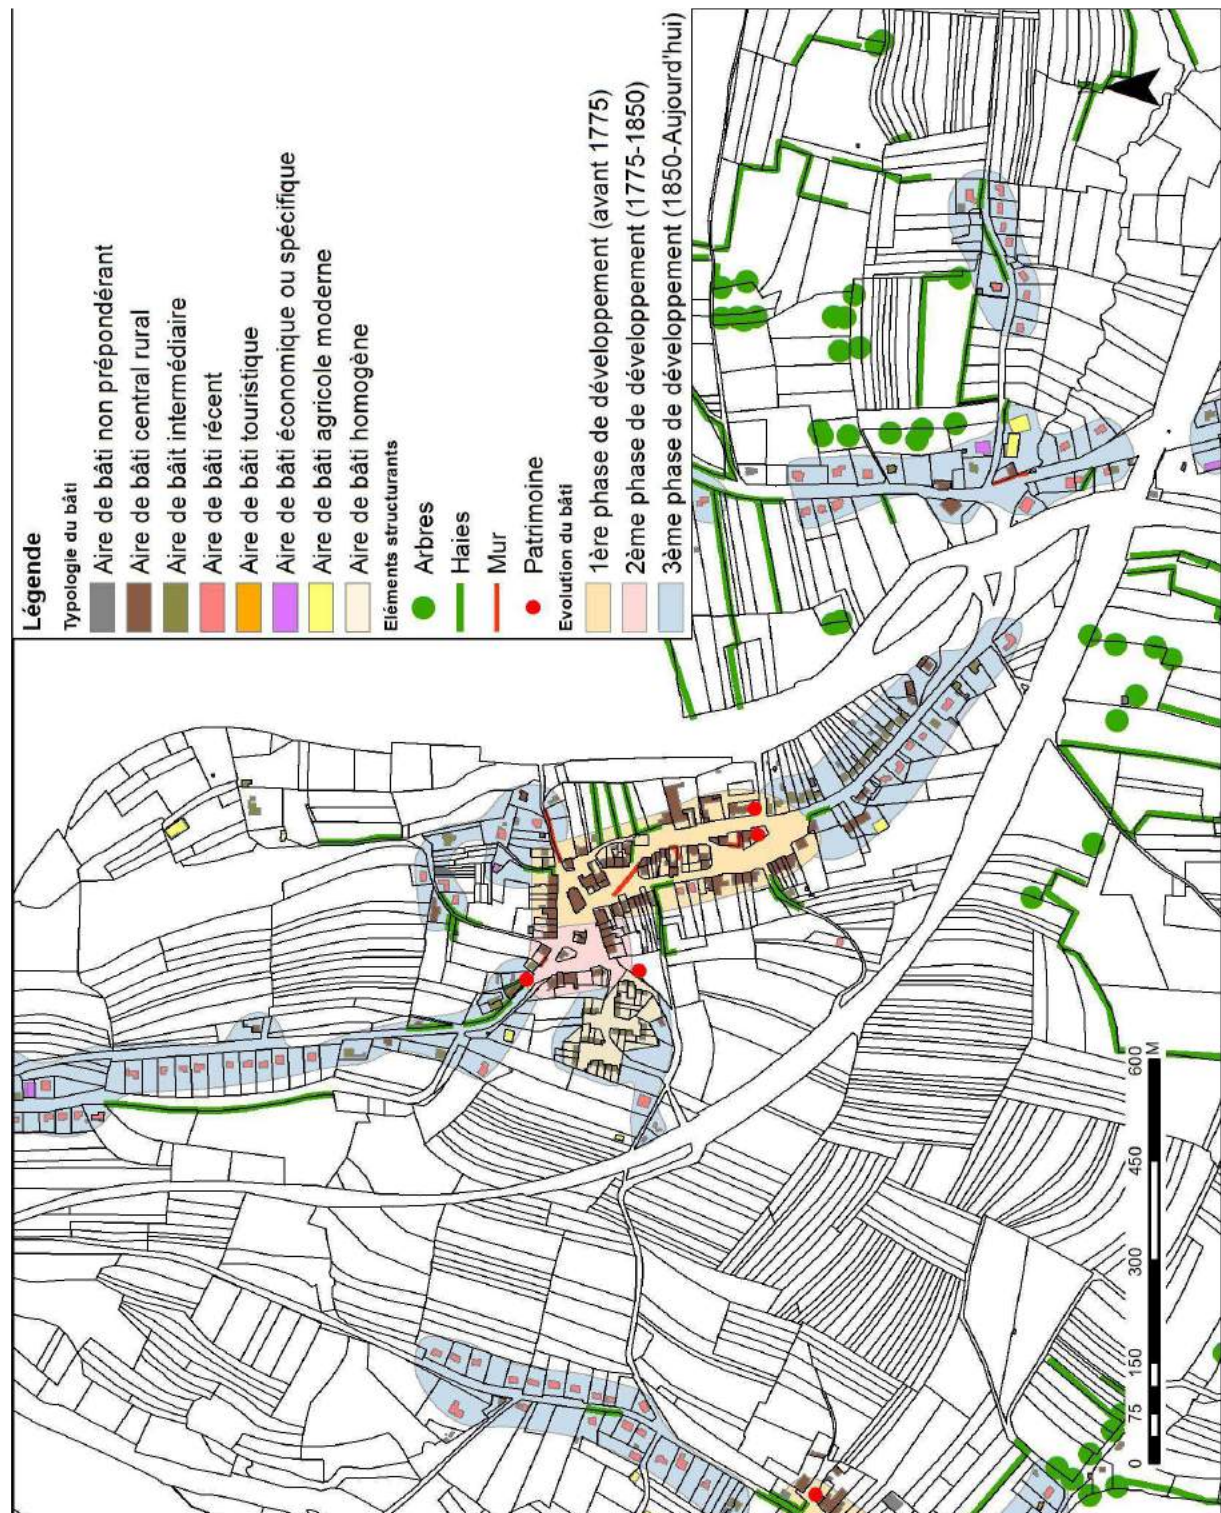 Légende
Typologie du bâti
Aire de bâti non prépondérant
Aire de bâti central rural
Aire de bâit intermédiaire
Aire de bâti récent
Aire de bâti touristique
Aire de bâti économique ou spécifique
Aire de bâti agricole moderne
Aire de bâti homogène
Eléments structurants
Arbres
Haies
Mur
Patrimoine
Evolution du bâti
1ère phase de développement (avant 1775)
2ème phase de développement (1775-1850)
3ème phase de développement (1850-Aujourd'hui)
0 75 150 300 450 600
M